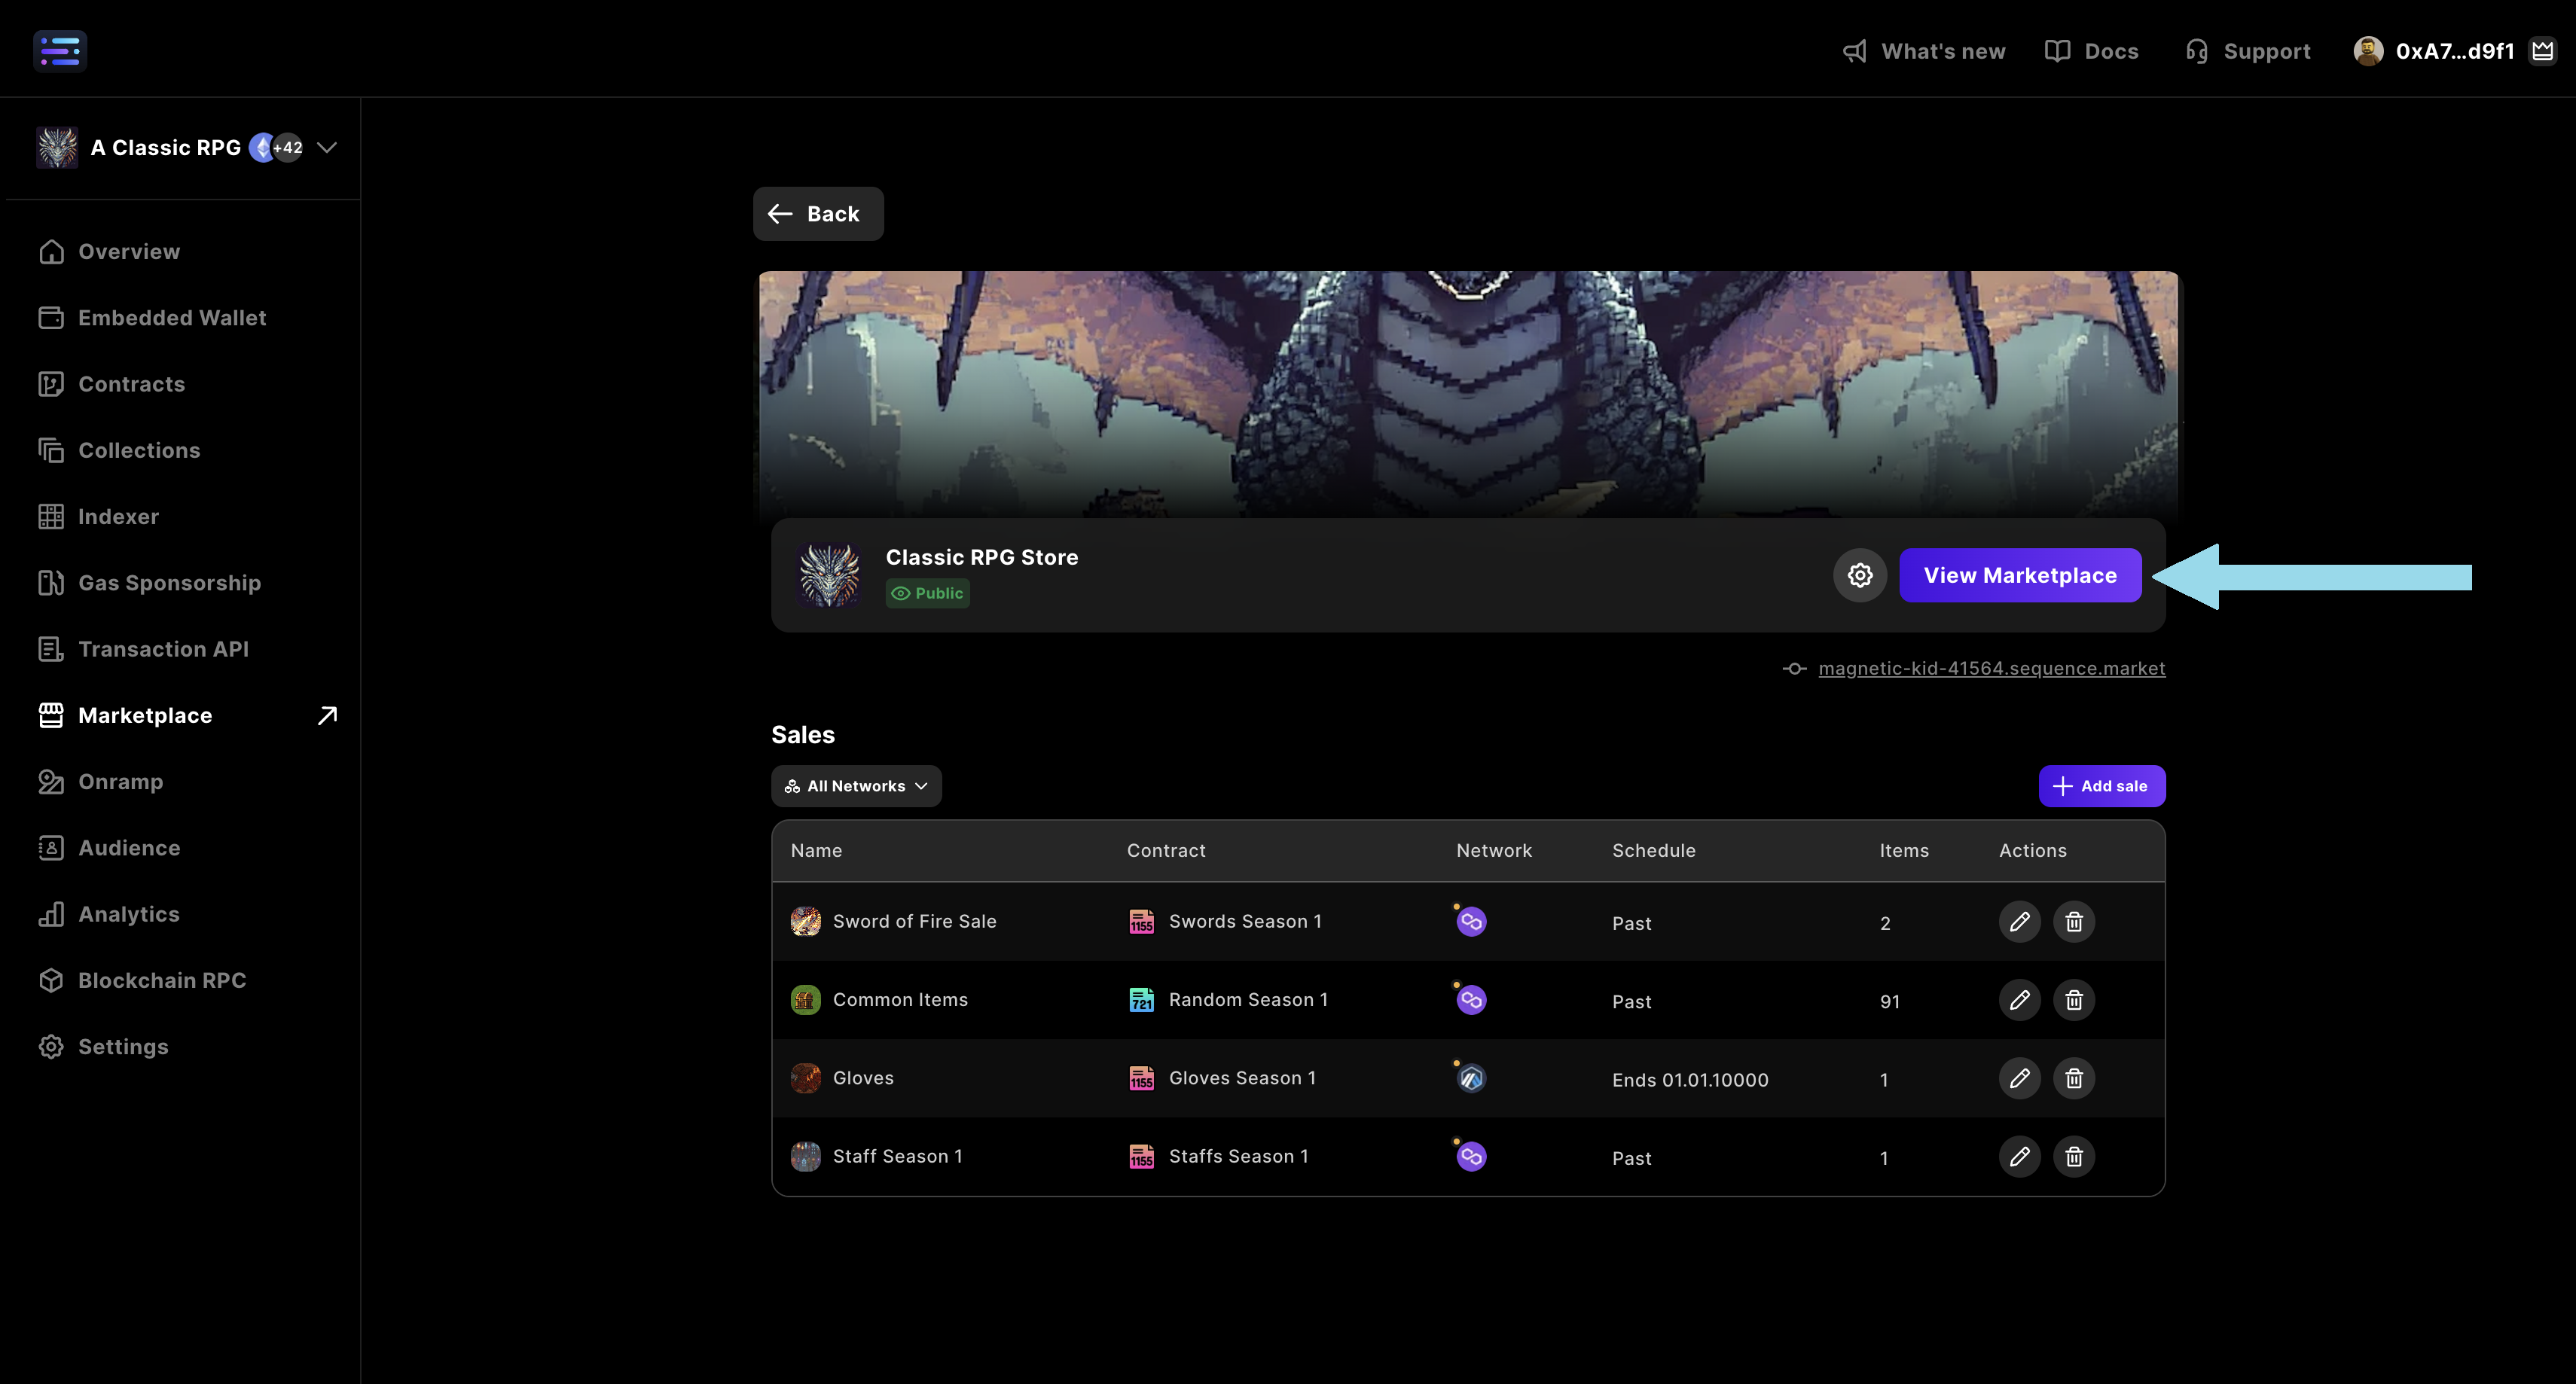 What's new
Docs
Support
0xA7...d9f1
A Classic RPG
+42
Overview
Embedded Wallet
Contracts
Collections
Indexer
Gas Sponsorship
Transaction API
Marketplace
Onramp
Audience
Analytics
Blockchain RPC
Settings
Back
Classic RPG Store
Public
View Marketplace
magnetic-kid-41564.sequence.market
Sales
All Networks
Add sale
Name Contract Network Schedule Items Actions
Sword of Fire Sale 1155 Swords Season 1 Past 2
Common Items 721 Random Season 1 Past 91
Gloves 1155 Gloves Season 1 Ends 01.01.10000 1
Staff Season 1 1155 Staffs Season 1 Past 1